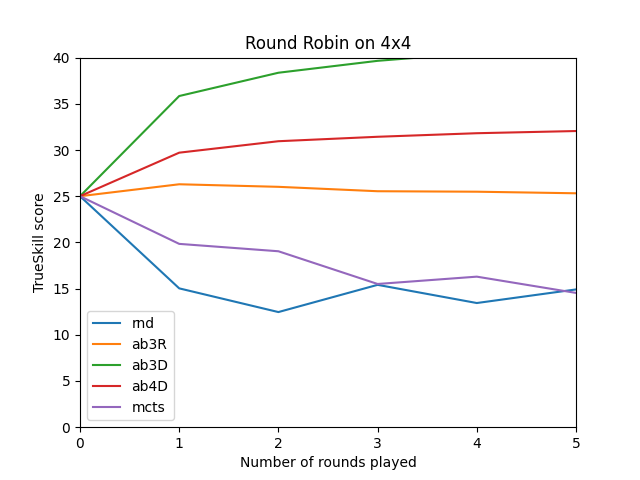 Round Robin on 4x4
TrueSkill score
40
35
30
25
20
15
10
5
0
rnd
ab3R
ab3D
ab4D
mcts
0 1 2 3 4 5
Number of rounds played